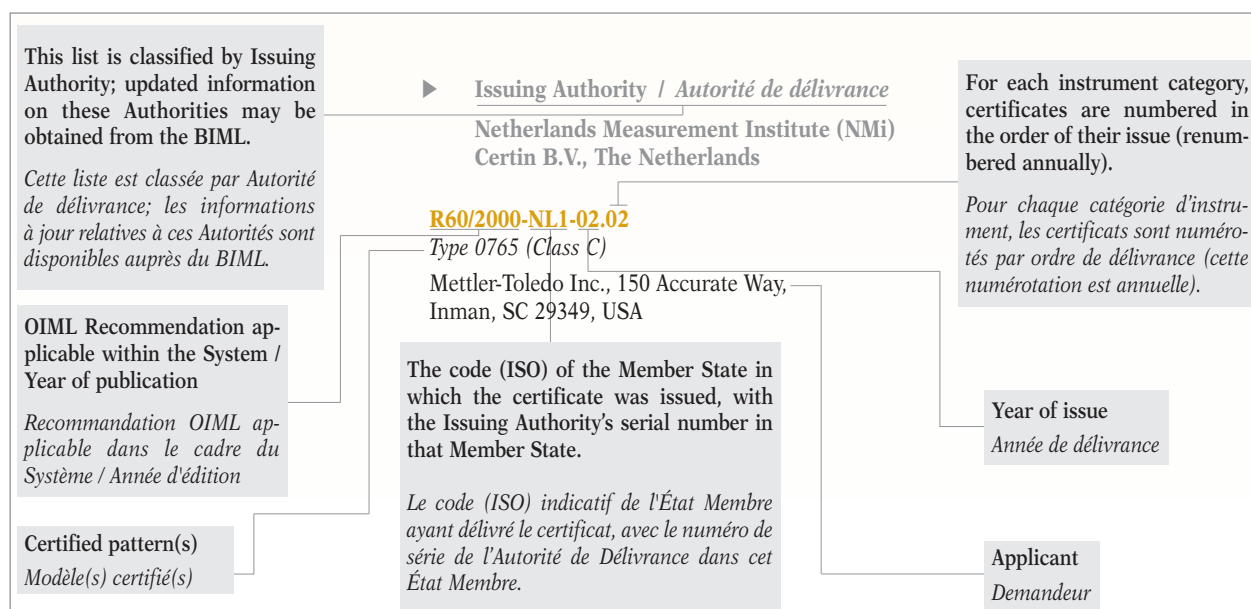 This list is classified by Issuing
Authority; updated information
on these Authorities may be
obtained from the BIML.
Cette liste est classée par Autorité
de délivrance; les informations
à jour relatives à ces Autorités sont
disponibles auprès du BIML.
▶ Issuing Authority / Autorité de délivrance
Netherlands Measurement Institute (NMi)
Certin B.V., The Netherlands
R60/2000-NL1-02.02
Type 0765 (Class C)
Mettler-Toledo Inc., 150 Accurate Way,
Inman, SC 29349, USA
For each instrument category,
certificates are numbered in
the order of their issue (renum-
bered annually).
Pour chaque catégorie d'instru-
ment, les certificats sont numéro-
tés par ordre de délivrance (cette
numérotation est annuelle).
OIML Recommendation ap-
plicable within the System /
Year of publication
Recommandation OIML ap-
plicable dans le cadre du
Système / Année d'édition
The code (ISO) of the Member State in
which the certificate was issued, with
the Issuing Authority's serial number in
that Member State.
Le code (ISO) indicatif de l'État Membre
ayant délivré le certificat, avec le numéro de
série de l'Autorité de Délivrance dans cet
État Membre.
Year of issue
Année de délivrance
Certified pattern(s)
Modèle(s) certifié(s)
Applicant
Demandeur